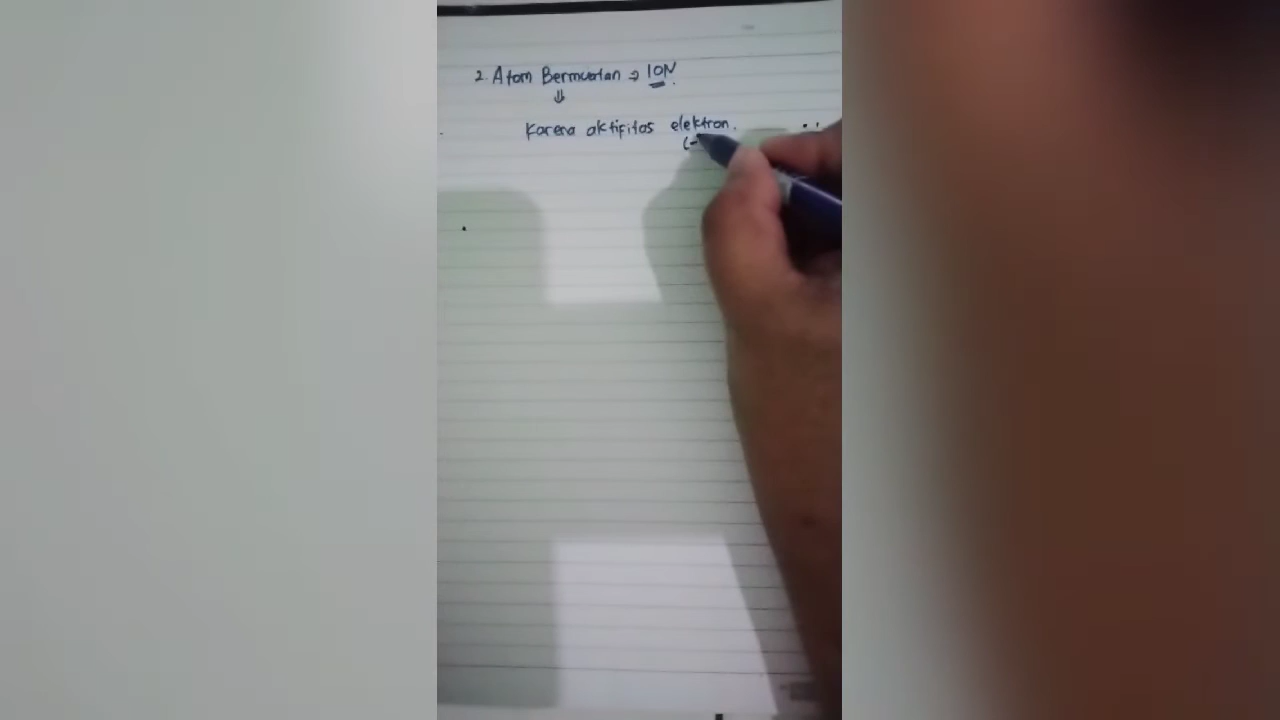 2. Atom Bermuatan ⇒ ION.
⇓
Karena aktifitas elektron.
(-